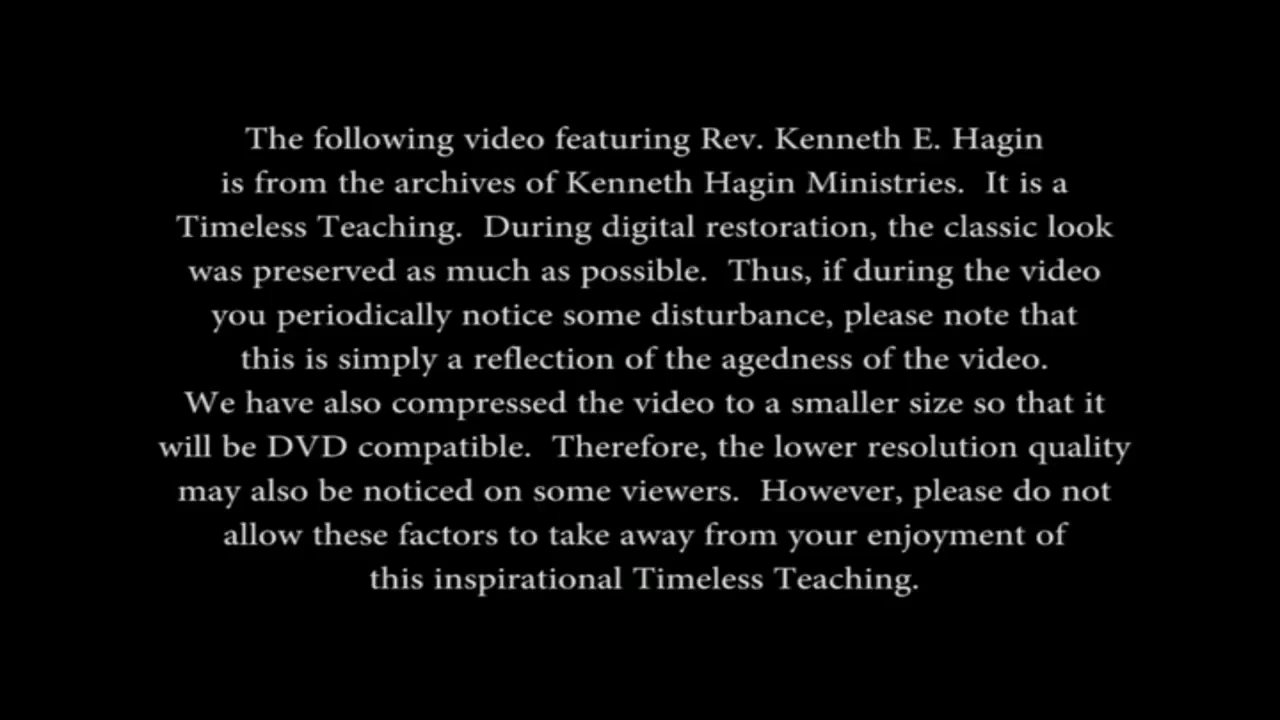 The following video featuring Rev. Kenneth E. Hagin
is from the archives of Kenneth Hagin Ministries.  It is a
Timeless Teaching.  During digital restoration, the classic look
was preserved as much as possible.  Thus, if during the video
you periodically notice some disturbance, please note that
this is simply a reflection of the agedness of the video.
We have also compressed the video to a smaller size so that it
will be DVD compatible.  Therefore, the lower resolution quality
may also be noticed on some viewers.  However, please do not
allow these factors to take away from your enjoyment of
this inspirational Timeless Teaching.